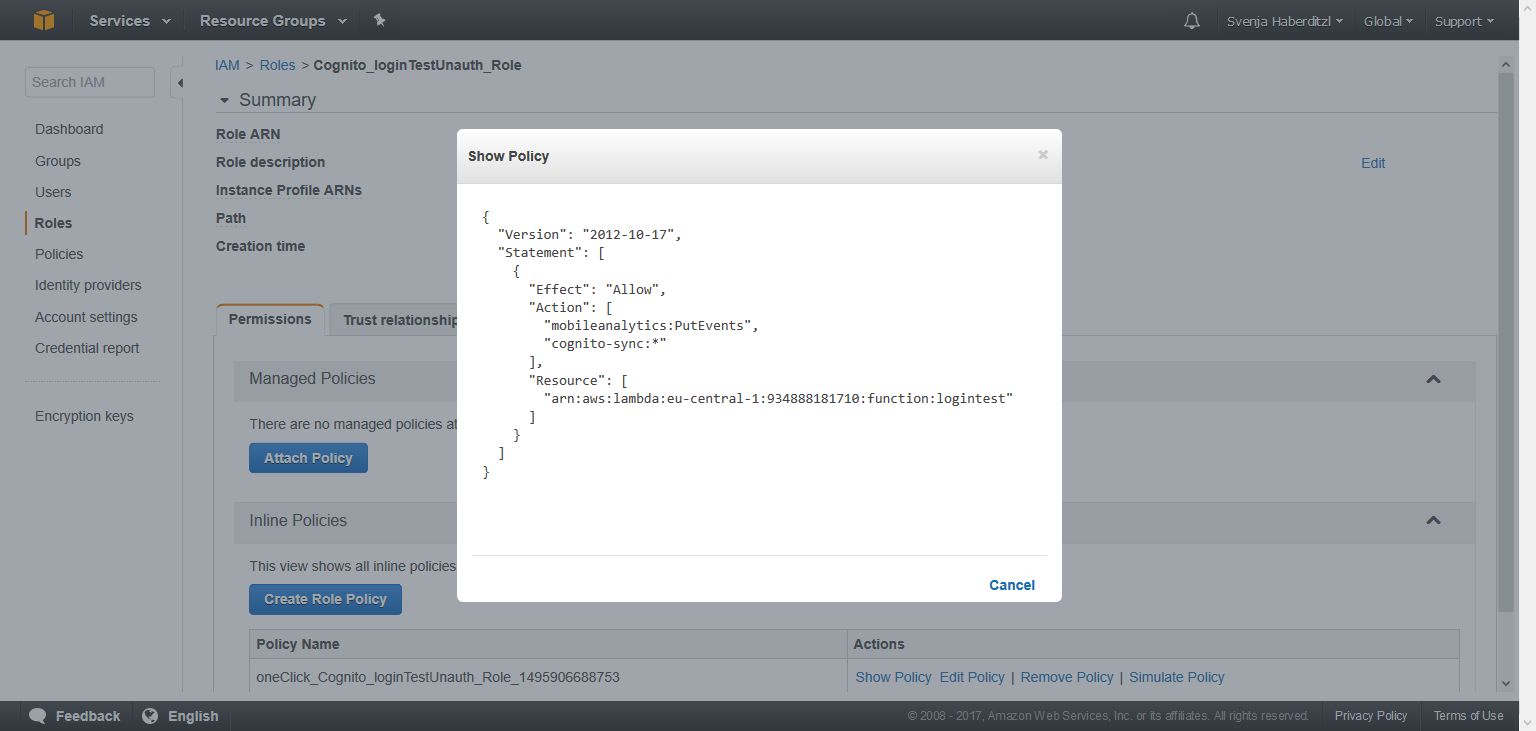 Services Resource Groups Svenja Haberditzl Global Support
Search IAM
Dashboard
Groups
Users
Roles
Policies
Identity providers
Account settings
Credential report
Encryption keys
IAM > Roles > Cognito_loginTestUnauth_Role
Summary
Role ARN
Role description
Edit
Instance Profile ARNs
Path
Creation time
Permissions Trust relationship
Managed Policies
There are no managed policies at
Attach Policy
Inline Policies
This view shows all inline policies
Create Role Policy
Policy Name Actions
oneClick_Cognito_loginTestUnauth_Role_1495906688753 Show Policy Edit Policy | Remove Policy | Simulate Policy
Show Policy ×
{
"Version": "2012-10-17",
"Statement": [
{
"Effect": "Allow",
"Action": [
"mobileanalytics:PutEvents",
"cognito-sync:*"
],
"Resource": [
"arn:aws:lambda:eu-central-1:934888181710:function:logintest"
]
}
]
}
Cancel
Feedback English © 2008 - 2017, Amazon Web Services, Inc. or its affiliates. All rights reserved. Privacy Policy Terms of Use